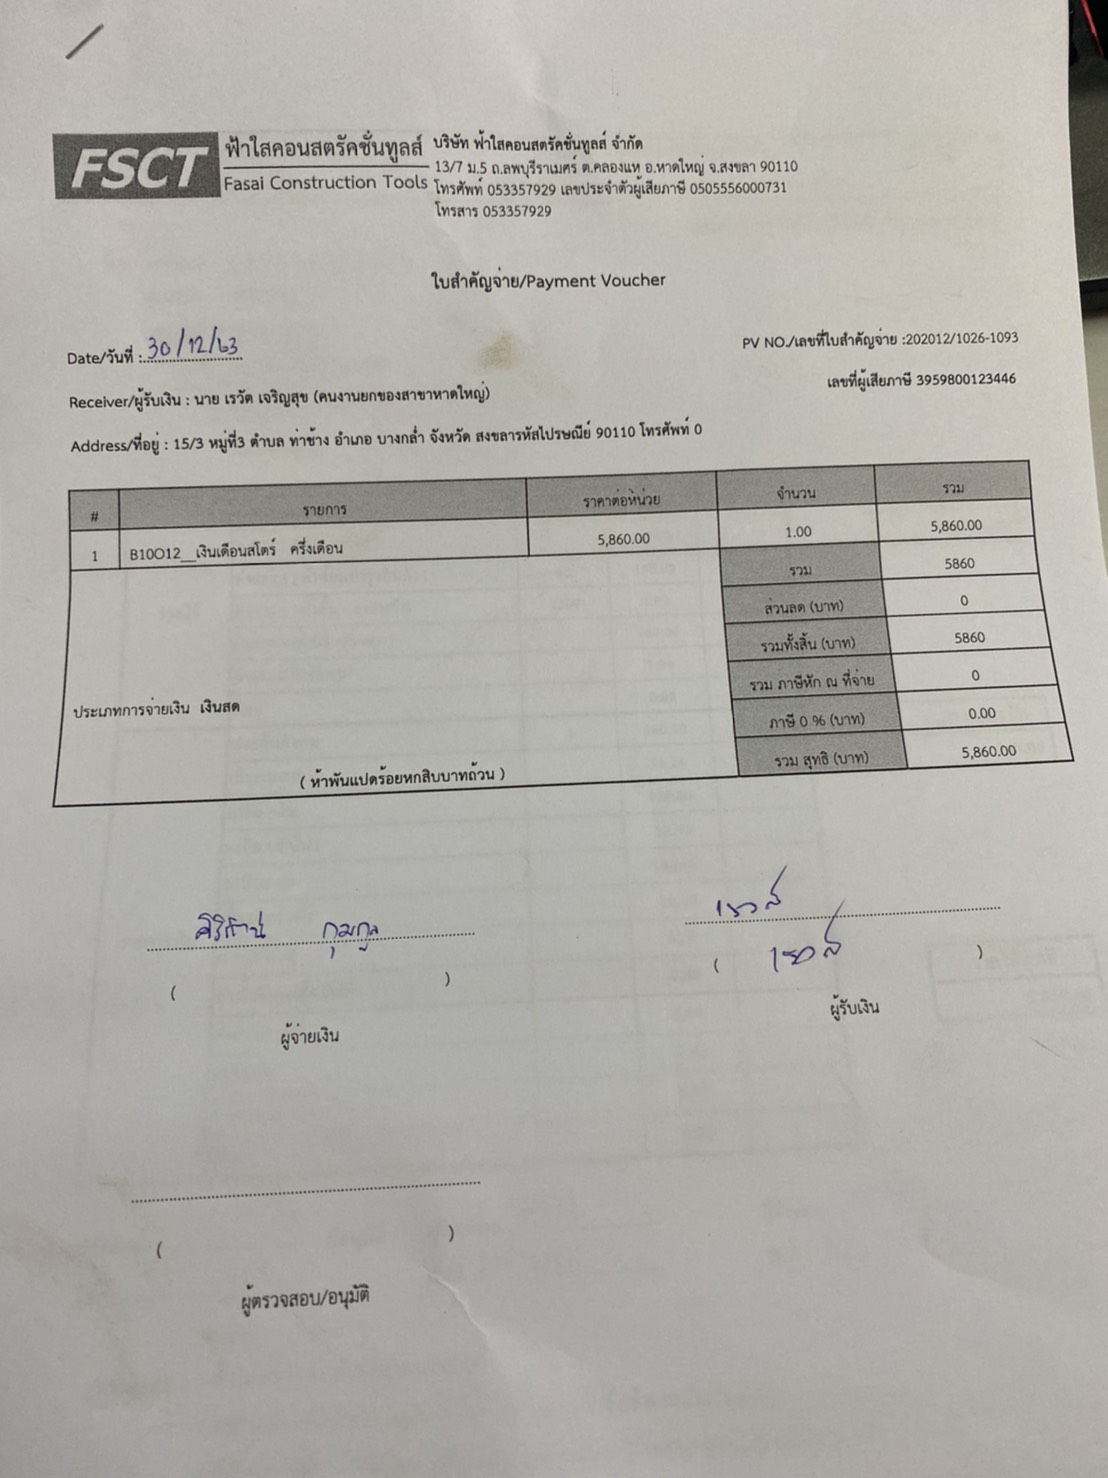 FSCT
ฟ้าใสคอนสตรัคชั่นทูลส์
Fasai Construction Tools
บริษัท ฟ้าใสคอนสตรัคชั่นทูลส์ จำกัด
13/7 ม.5 ถ.ลพบุรีราเมศร์ ต.คลองแห อ.หาดใหญ่ จ.สงขลา 90110
โทรศัพท์ 053357929 เลขประจำตัวผู้เสียภาษี 0505556000731
โทรสาร 053357929
ใบสำคัญจ่าย/Payment Voucher
Date/วันที่ : 30/12/63
PV NO./เลขที่ใบสำคัญจ่าย :202012/1026-1093
เลขที่ผู้เสียภาษี 3959800123446
Receiver/ผู้รับเงิน : นาย เรวัต เจริญสุข (คนงานยกของสาขาหาดใหญ่)
Address/ที่อยู่ : 15/3 หมู่ที่3 ตำบล ท่าช้าง อำเภอ บางกล่ำ จังหวัด สงขลารหัสไปรษณีย์ 90110 โทรศัพท์ 0
# รายการ ราคาต่อหน่วย จำนวน รวม
1 B10O12__เงินเดือนสโตร์ ครึ่งเดือน 5,860.00 1.00 5,860.00
รวม 5860
ส่วนลด (บาท) 0
รวมทั้งสิ้น (บาท) 5860
รวม ภาษีหัก ณ ที่จ่าย 0
ประเภทการจ่ายเงิน เงินสด
ภาษี 0 % (บาท) 0.00
รวม สุทธิ (บาท) 5,860.00
( ห้าพันแปดร้อยหกสิบบาทถ้วน )
( )
ผู้จ่ายเงิน
( )
ผู้รับเงิน
( )
ผู้ตรวจสอบ/อนุมัติ